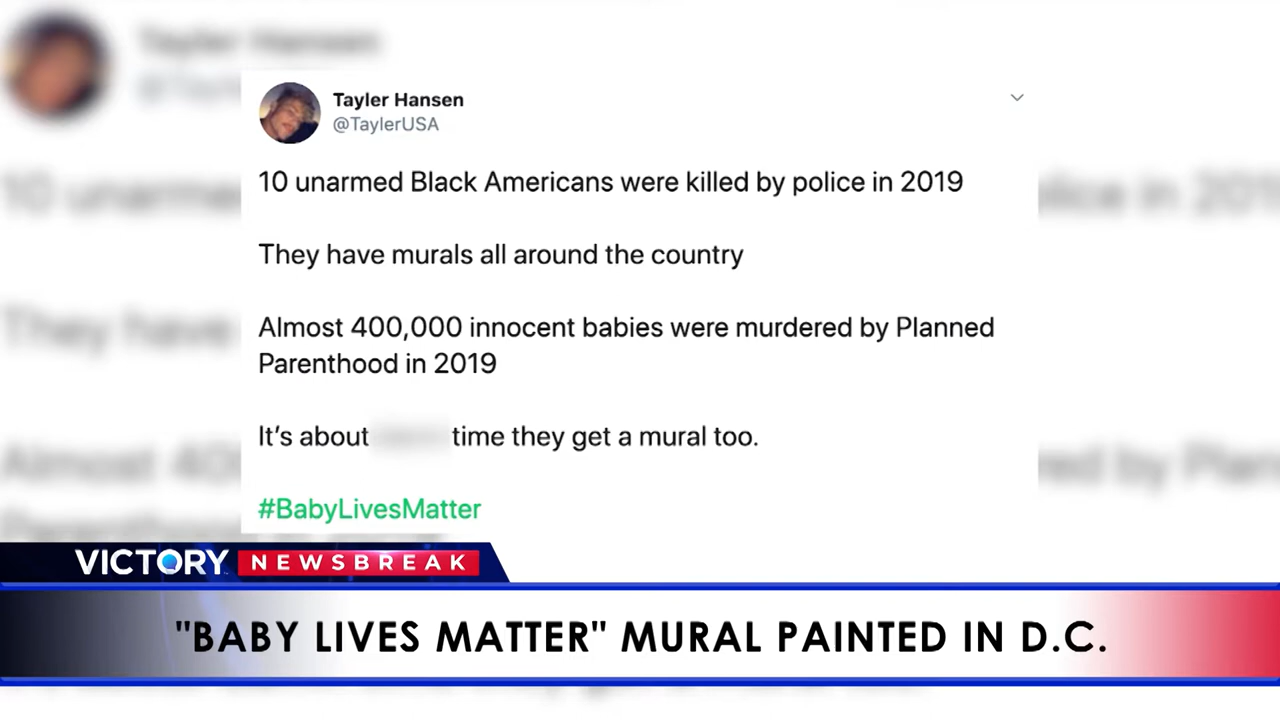 Tayler Hansen
Tayler Hansen
@TaylerUSA
10 unarmed Black Americans were killed by police in 2019
They have murals all around the country
Almost 400,000 innocent babies were murdered by Planned
Parenthood in 2019
It's about time they get a mural too.
#BabyLivesMatter
VICTORY NEWSBREAK
"BABY LIVES MATTER" MURAL PAINTED IN D.C.